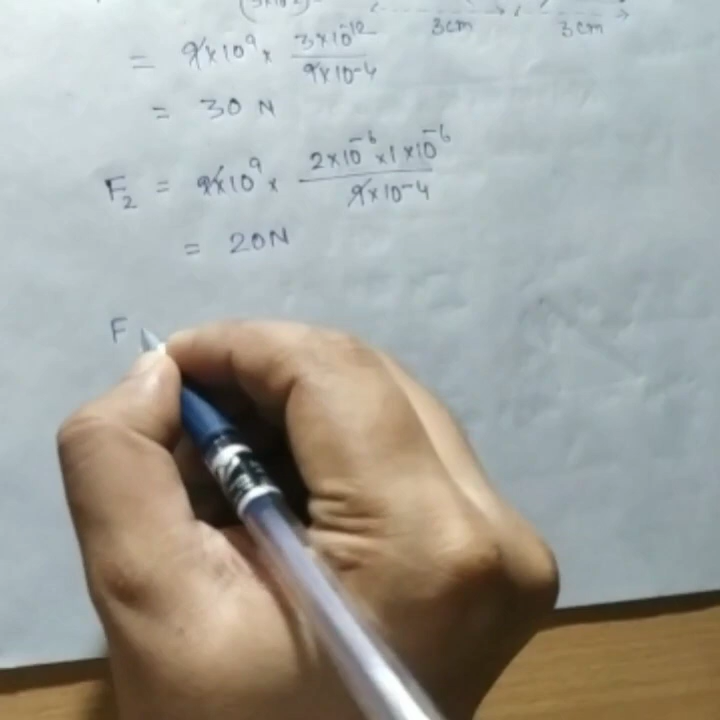 3cm 3cm
= 9×10⁹ × 3×10⁻¹² / 9×10⁻⁴
= 30 N
F₂ = 9×10⁹ × 2×10⁻⁶ × 1×10⁻⁶ / 9×10⁻⁴
= 20N
F